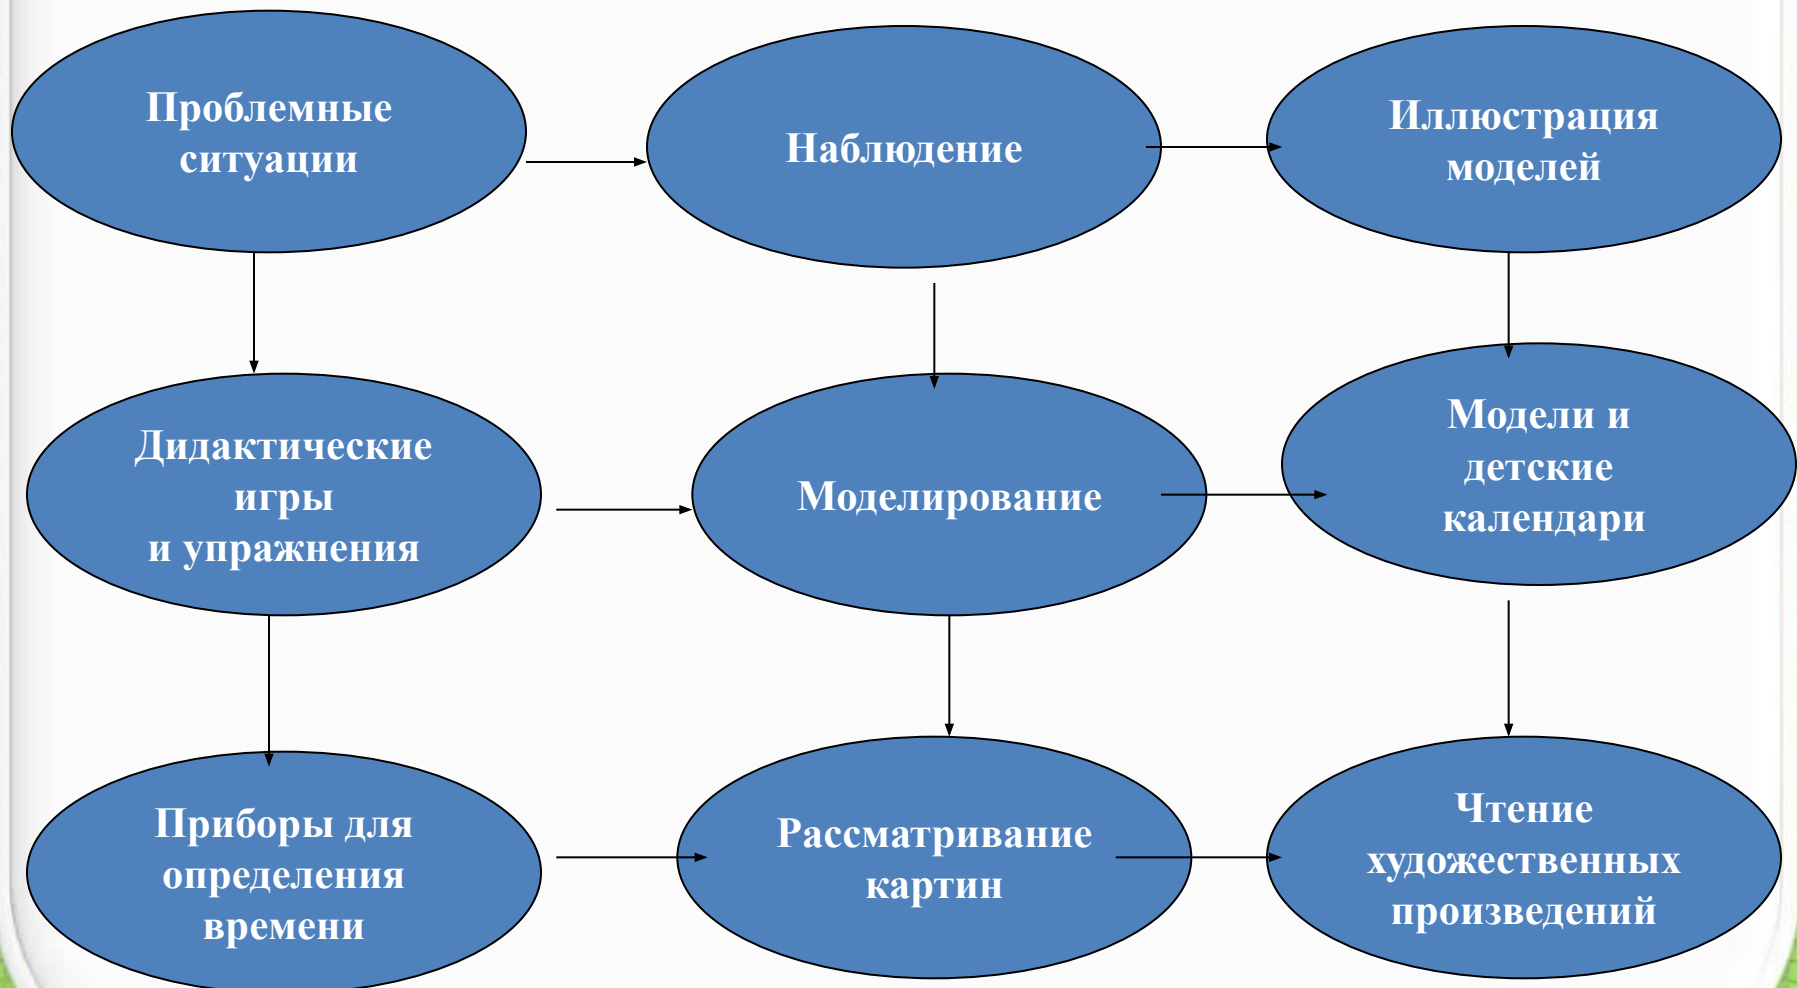 Проблемные
ситуации
Наблюдение
Иллюстрация
моделей
Дидактические
игры
и упражнения
Моделирование
Модели и
детские
календари
Приборы для
определения
времени
Рассматривание
картин
Чтение
художественных
произведений